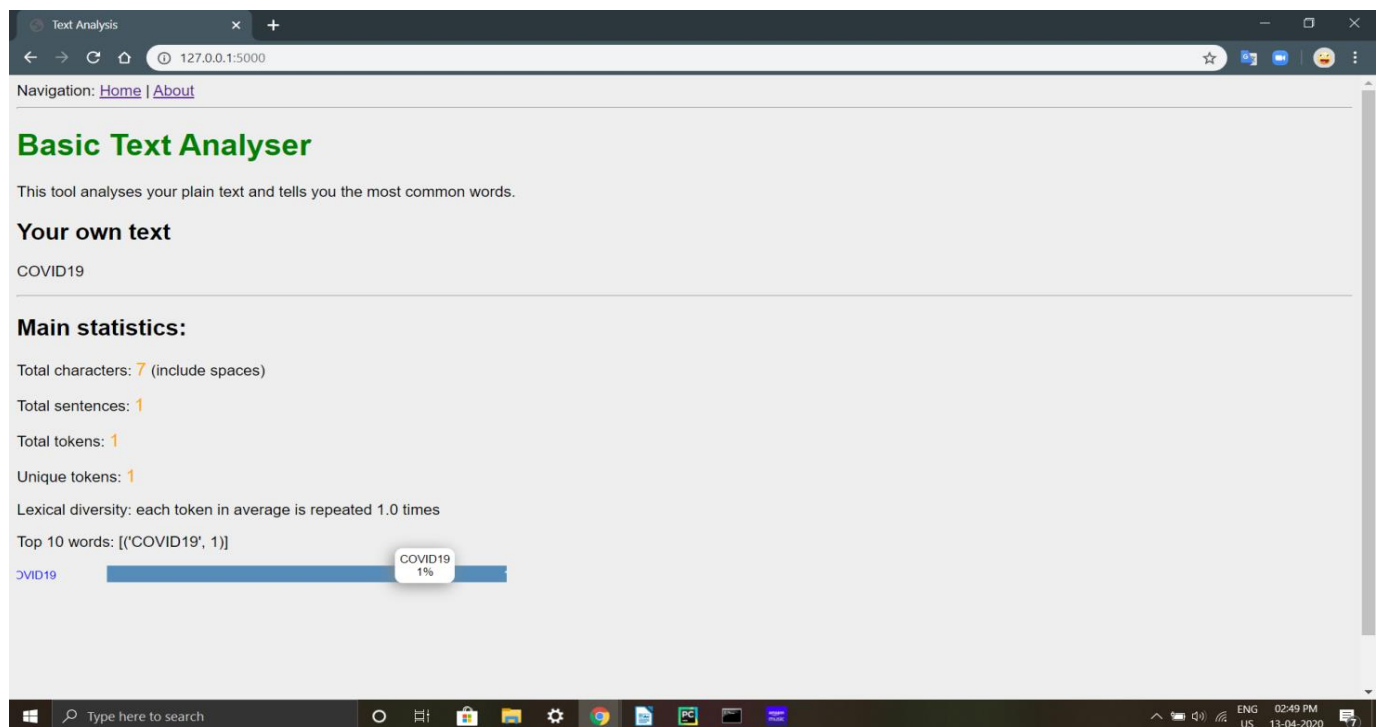 Text Analysis
127.0.0.1:5000
Navigation: Home | About
Basic Text Analyser
This tool analyses your plain text and tells you the most common words.
Your own text
COVID19
Main statistics:
Total characters: 7 (include spaces)
Total sentences: 1
Total tokens: 1
Unique tokens: 1
Lexical diversity: each token in average is repeated 1.0 times
Top 10 words: [('COVID19', 1)]
COVID19
1%
OVID19
Type here to search
PC
ENG
02:49 PM
US
13-04-2020
7